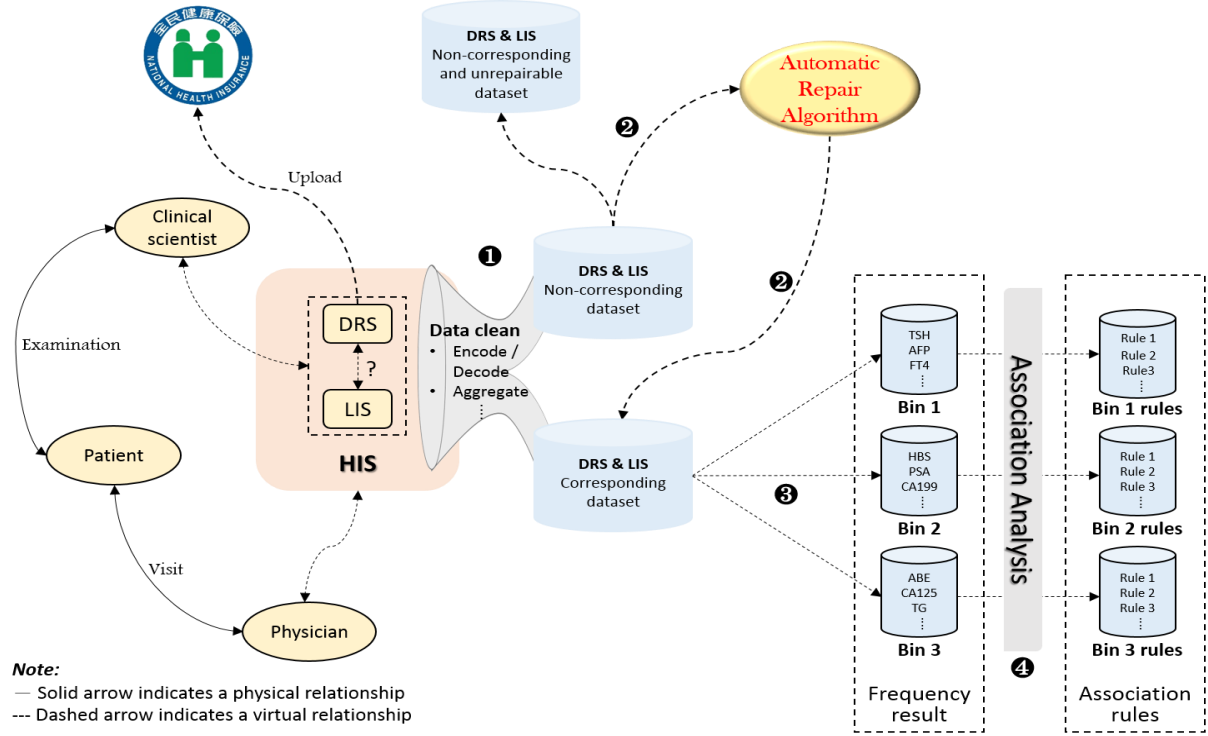 全民健康保險
NATIONAL HEALTH INSURANCE
DRS & LIS
Non-corresponding
and unrepairable
dataset
Automatic
Repair
Algorithm
❷
Upload
Clinical
scientist
❶
DRS & LIS
Non-corresponding
dataset
❷
Examination
DRS
?
LIS
HIS
Data clean
• Encode /
Decode
• Aggregate
⋮
DRS & LIS
Corresponding
dataset
Patient
Visit
Physician
❸
TSH
AFP
FT4
⋮
Bin 1
HBS
PSA
CA199
⋮
Bin 2
ABE
CA125
TG
⋮
Bin 3
Frequency
result
Association Analysis
❹
Rule 1
Rule 2
Rule3
⋮
Bin 1 rules
Rule 1
Rule 2
Rule 3
⋮
Bin 2 rules
Rule 1
Rule 2
Rule 3
⋮
Bin 3 rules
Association
rules
Note:
— Solid arrow indicates a physical relationship
--- Dashed arrow indicates a virtual relationship